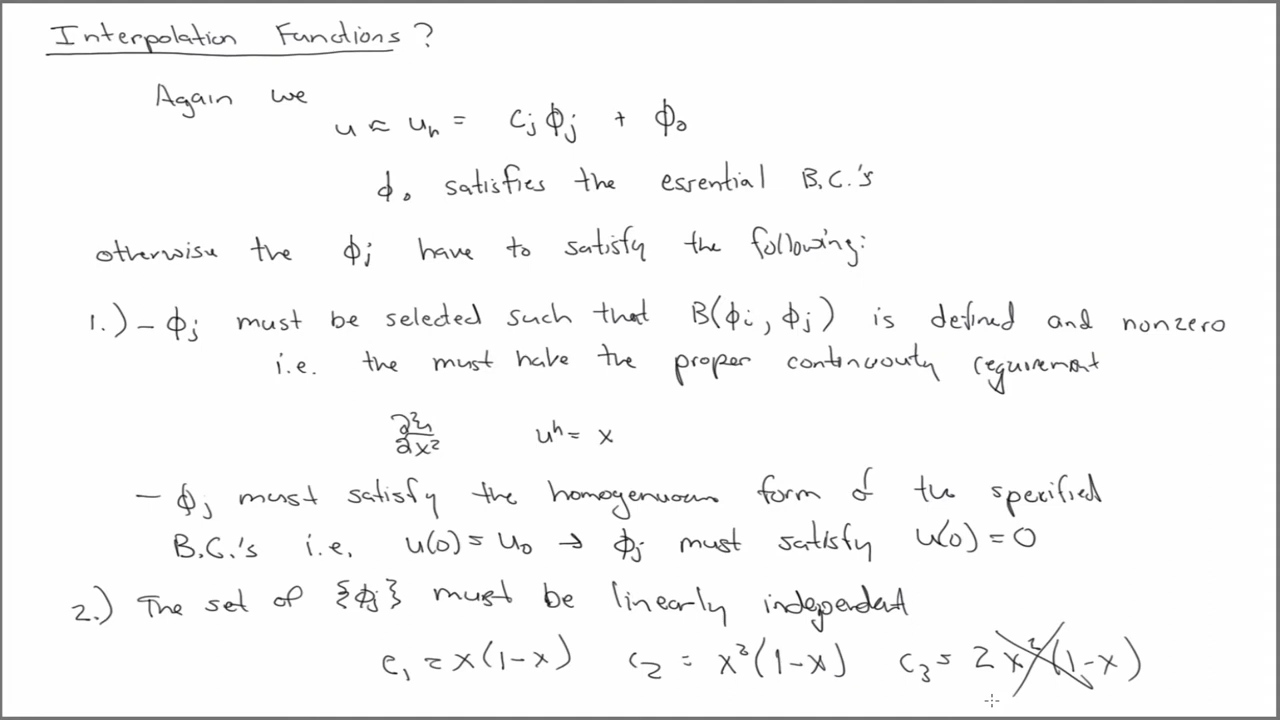 Interpolation Functions?
Again we
u ≈ uₕ = cⱼ ϕⱼ + ϕ₀
ϕ₀ satisfies the essential B.C.'s
otherwise the ϕⱼ have to satisfy the following:
1.) – ϕⱼ must be selected such that B(ϕᵢ, ϕⱼ) is defined and nonzero
i.e. the must have the proper continuouty requirement
∂²u/∂x² uʰ = x
– ϕⱼ must satisfy the homogenuous form of the specified
B.C.'s i.e. u(0) = u₀ → ϕⱼ must satisfy u(0) = 0
2.) The set of {ϕⱼ} must be linearly independent
c₁ = x(1-x) c₂ = x²(1-x) c₃ = 2x²(1-x)